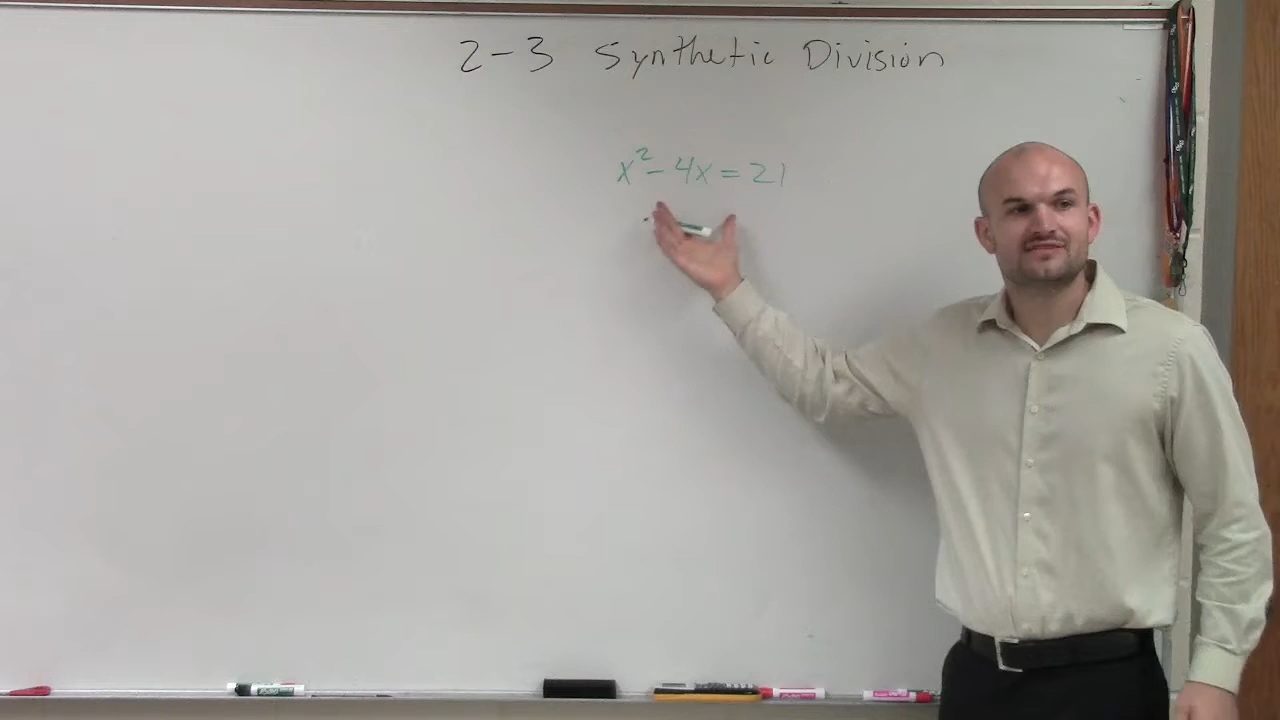 2-3 Synthetic Division
x² - 4x = 21